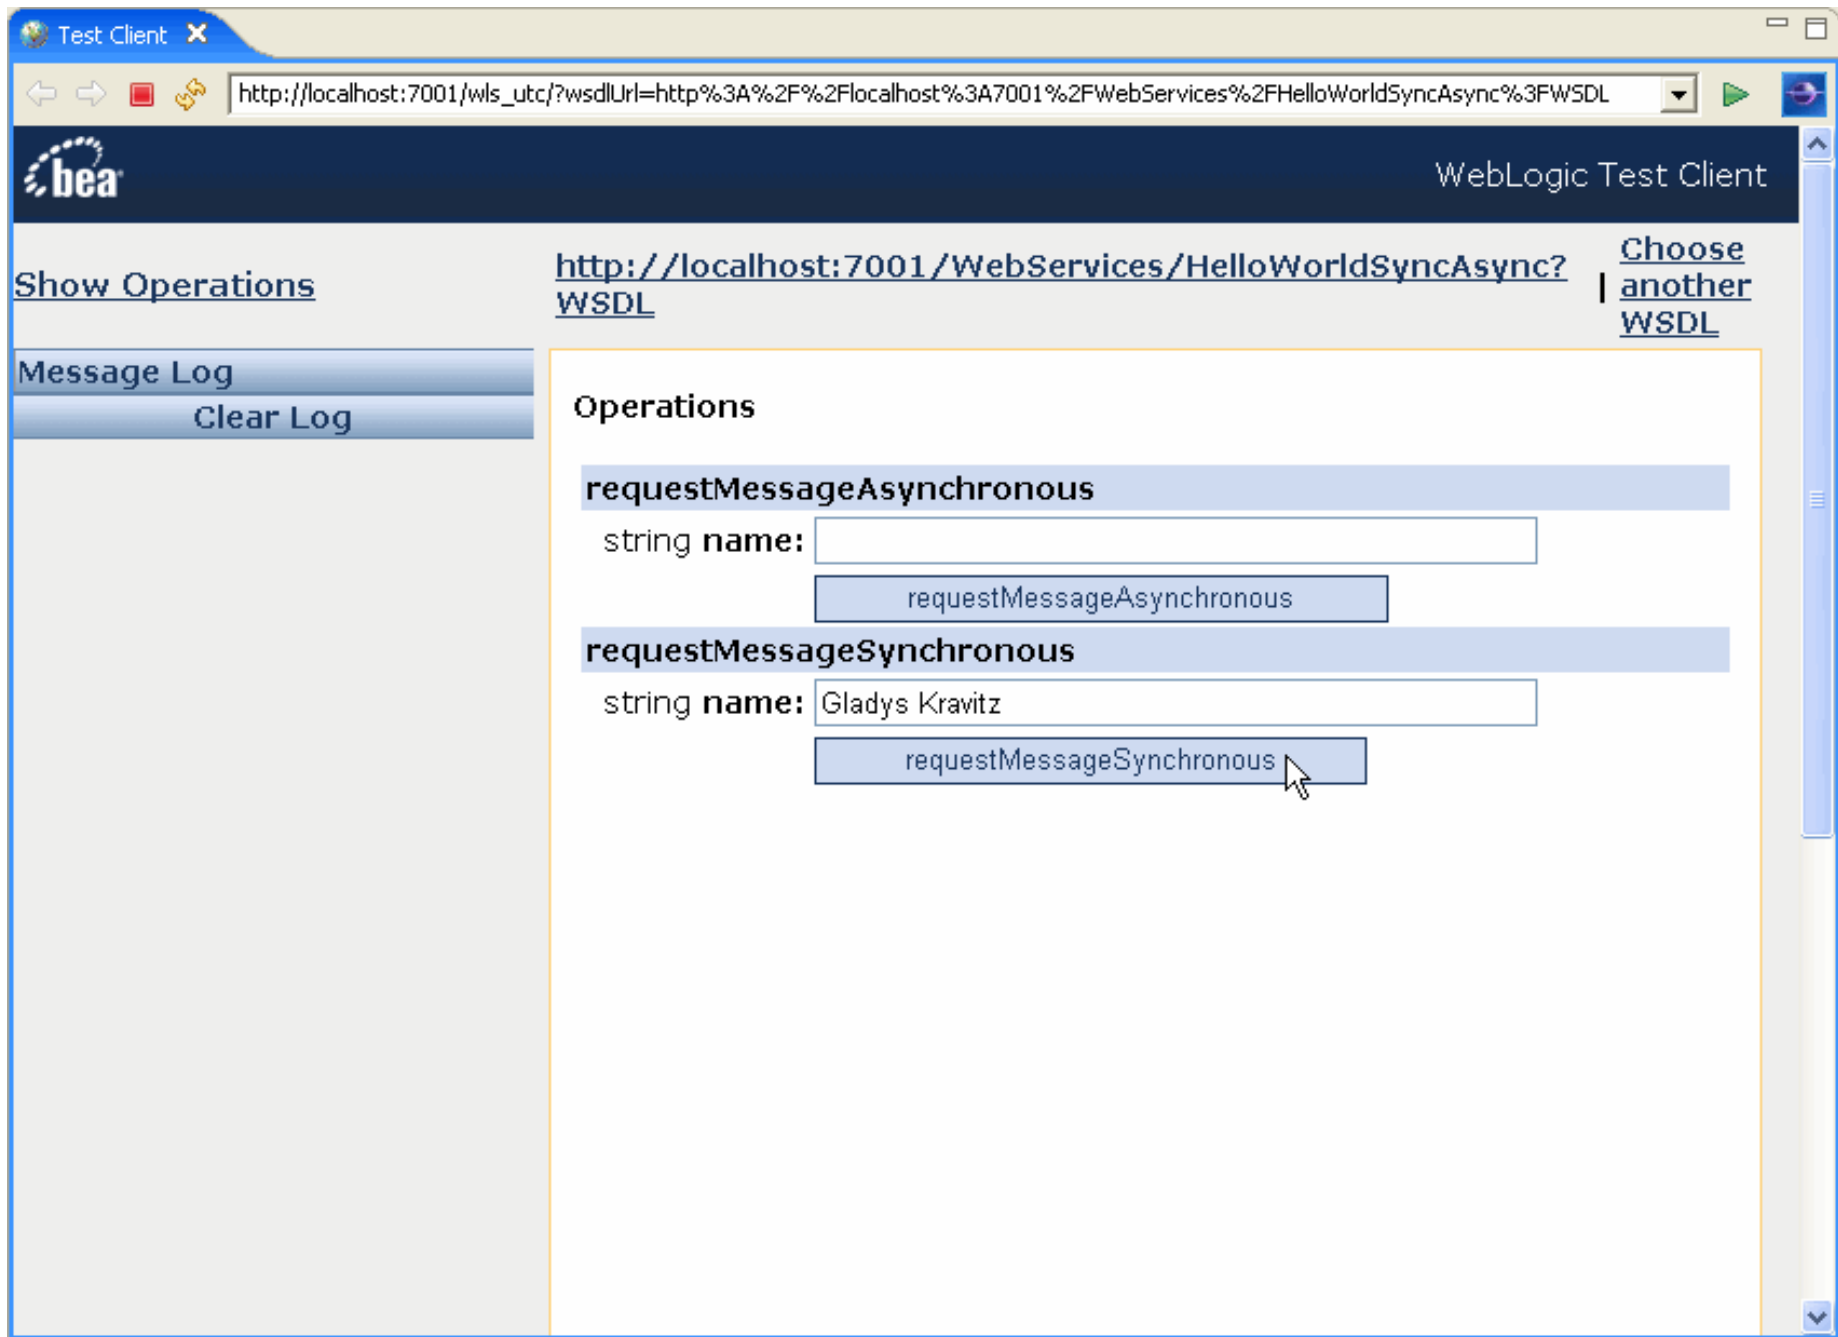 Test Client
http://localhost:7001/wls_utc/?wsdlUrl=http%3A%2F%2Flocalhost%3A7001%2FWebServices%2FHelloWorldSyncAsync%3FWSDL
bea
WebLogic Test Client
Show Operations
http://localhost:7001/WebServices/HelloWorldSyncAsync?
WSDL
|
Choose
another
WSDL
Message Log
Clear Log
Operations
requestMessageAsynchronous
string name:
requestMessageAsynchronous
requestMessageSynchronous
string name: Gladys Kravitz
requestMessageSynchronous